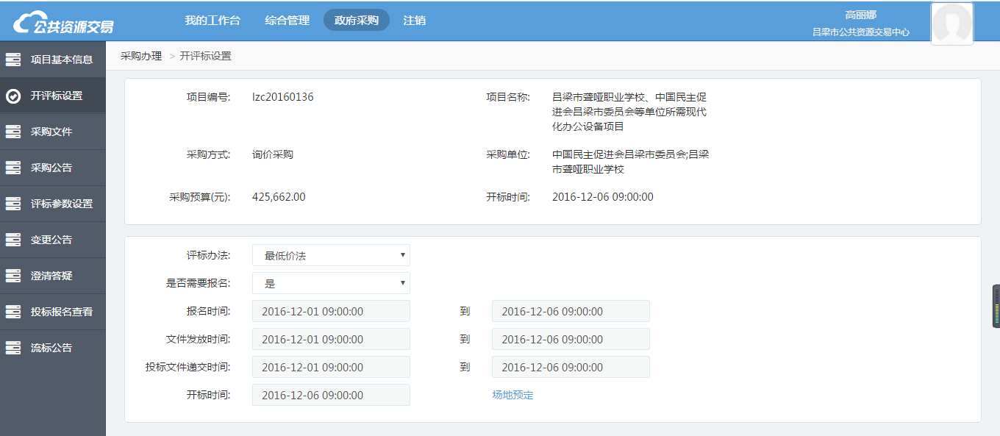 公共资源交易
我的工作台 综合管理 政府采购 注销
高丽娜
吕梁市公共资源交易中心
项目基本信息
开评标设置
采购文件
采购公告
评标参数设置
变更公告
澄清答疑
投标报名查看
流标公告
采购办理 > 开评标设置
项目编号: lzc20160136 项目名称: 吕梁市聋哑职业学校、中国民主促
进会吕梁市委员会等单位所需现代
化办公设备项目
采购方式: 询价采购 采购单位: 中国民主促进会吕梁市委员会;吕梁
市聋哑职业学校
采购预算(元): 425,662.00 开标时间: 2016-12-06 09:00:00
评标办法: 最低价法
是否需要报名: 是
报名时间: 2016-12-01 09:00:00 到 2016-12-06 09:00:00
文件发放时间: 2016-12-01 09:00:00 到 2016-12-06 09:00:00
投标文件递交时间: 2016-12-01 09:00:00 到 2016-12-06 09:00:00
开标时间: 2016-12-06 09:00:00 场地预定